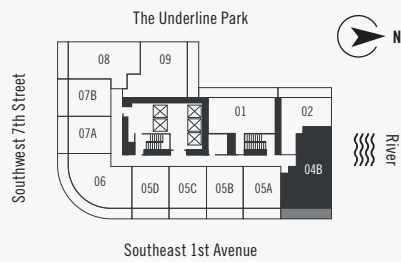 The Underline Park
N
08 09
07B
01 02
07A
04B
06
05D 05C 05B 05A
Southwest 7th Street
River
Southeast 1st Avenue